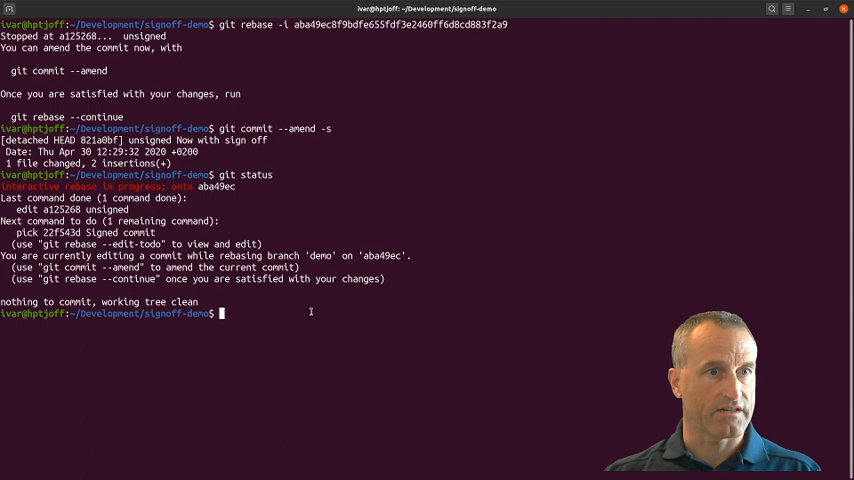 ivar@hptjoff: ~/Development/signoff-demo
ivar@hptjoff:~/Development/signoff-demo$ git rebase -i aba49ec8f9bdfe655fdf3e2460ff6d8cd883f2a9
Stopped at a125268... unsigned
You can amend the commit now, with
git commit --amend
Once you are satisfied with your changes, run
git rebase --continue
ivar@hptjoff:~/Development/signoff-demo$ git commit --amend -s
[detached HEAD 821a0bf] unsigned Now with sign off
Date: Thu Apr 30 12:29:32 2020 +0200
1 file changed, 2 insertions(+)
ivar@hptjoff:~/Development/signoff-demo$ git status
interactive rebase in progress; onto aba49ec
Last command done (1 command done):
edit a125268 unsigned
Next command to do (1 remaining command):
pick 22f543d Signed commit
(use "git rebase --edit-todo" to view and edit)
You are currently editing a commit while rebasing branch 'demo' on 'aba49ec'.
(use "git commit --amend" to amend the current commit)
(use "git rebase --continue" once you are satisfied with your changes)
nothing to commit, working tree clean
ivar@hptjoff:~/Development/signoff-demo$